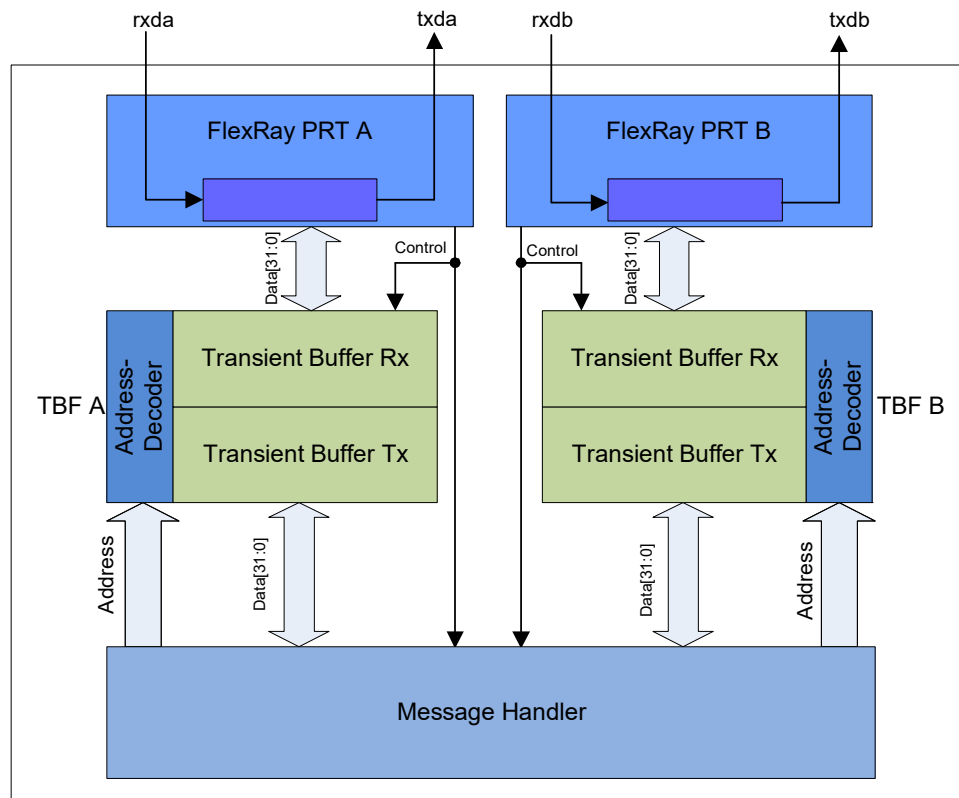 rxda
txda
rxdb
txdb
FlexRay PRT A
FlexRay PRT B
Data[31:0]
Control
Control
Data[31:0]
TBF A
Address-
Decoder
Transient Buffer Rx
Transient Buffer Tx
Transient Buffer Rx
Transient Buffer Tx
Address-
Decoder
TBF B
Address
Data[31:0]
Data[31:0]
Address
Message Handler